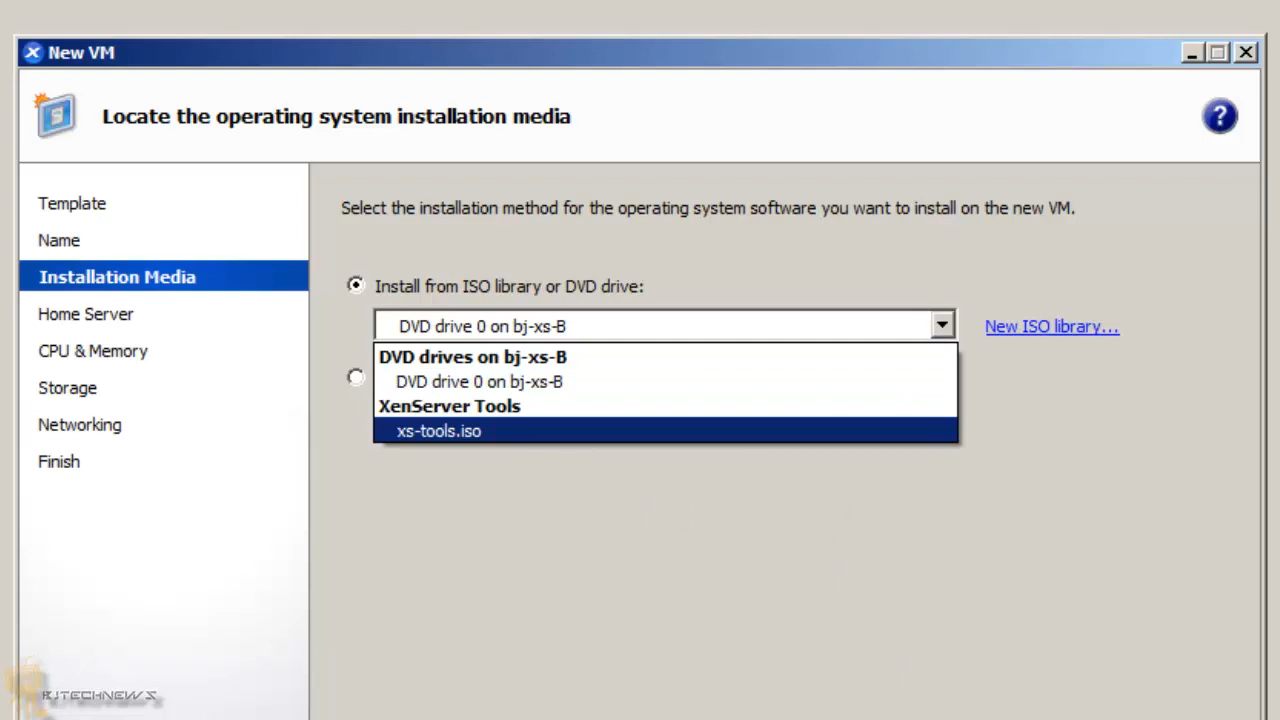 New VM
Locate the operating system installation media
?
Template
Name
Installation Media
Home Server
CPU & Memory
Storage
Networking
Finish
Select the installation method for the operating system software you want to install on the new VM.
Install from ISO library or DVD drive:
DVD drive 0 on bj-xs-B
New ISO library...
DVD drives on bj-xs-B
DVD drive 0 on bj-xs-B
XenServer Tools
xs-tools.iso
BJTECHNEWS